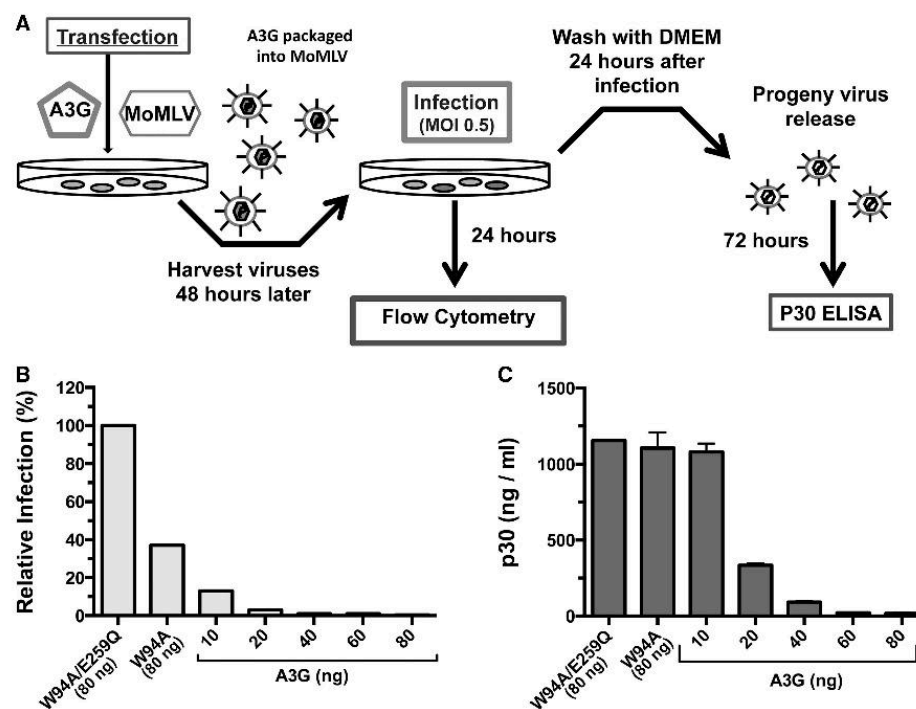 A
Transfection
A3G
MoMLV
A3G packaged
into MoMLV
Harvest viruses
48 hours later
Infection
(MOI 0.5)
24 hours
Flow Cytometry
Wash with DMEM
24 hours after
infection
Progeny virus
release
72 hours
P30 ELISA
B
Relative Infection (%)
120
100
80
60
40
20
0
W94A/E259Q
(80 ng)
W94A
(80 ng)
10
20
40
60
80
A3G (ng)
C
p30 (ng / ml)
1500
1000
500
0
W94A/E259Q
(80 ng)
W94A
(80 ng)
10
20
40
60
80
A3G (ng)